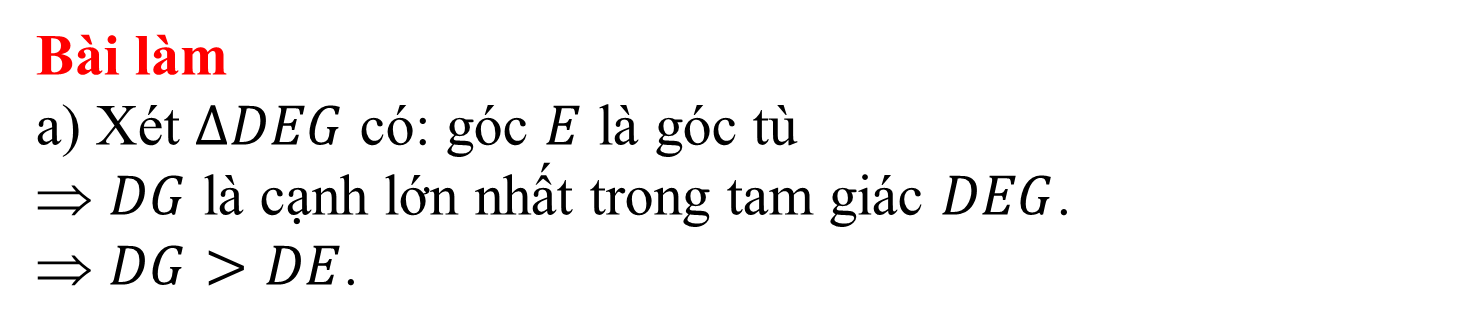 Bài làm
a) Xét ΔDEG có: góc E là góc tù
⇒ DG là cạnh lớn nhất trong tam giác DEG.
⇒ DG > DE.